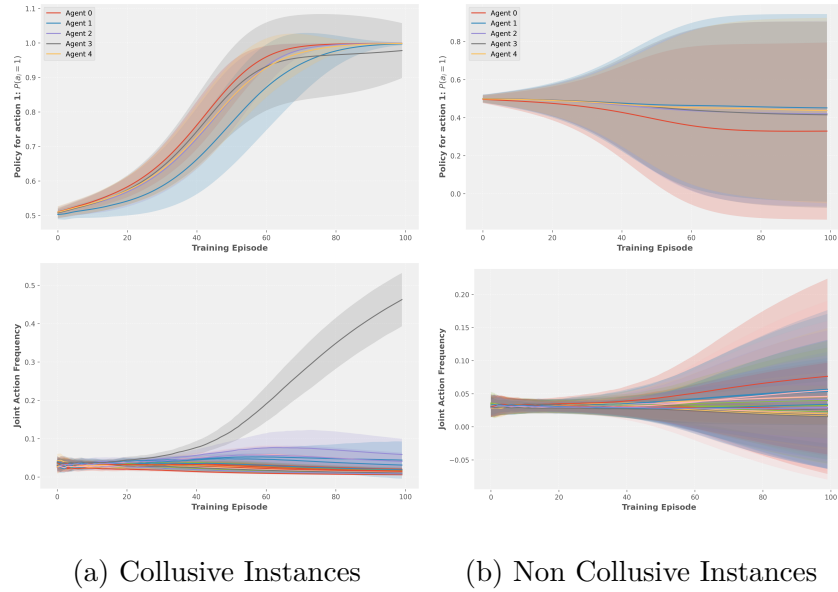 Agent 0
Agent 1
Agent 2
Agent 3
Agent 4
Policy for action 1: P(aᵢ = 1)
1.1
1.0
0.9
0.8
0.7
0.6
0.5
0 20 40 60 80 100
Training Episode
Agent 0
Agent 1
Agent 2
Agent 3
Agent 4
Policy for action 1: P(aᵢ = 1)
1.0
0.8
0.6
0.4
0.2
0.0
0 20 40 60 80 100
Training Episode
Joint Action Frequency
0.5
0.4
0.3
0.2
0.1
0.0
0 20 40 60 80 100
Training Episode
Joint Action Frequency
0.20
0.15
0.10
0.05
0.00
−0.05
0 20 40 60 80 100
Training Episode
(a) Collusive Instances
(b) Non Collusive Instances